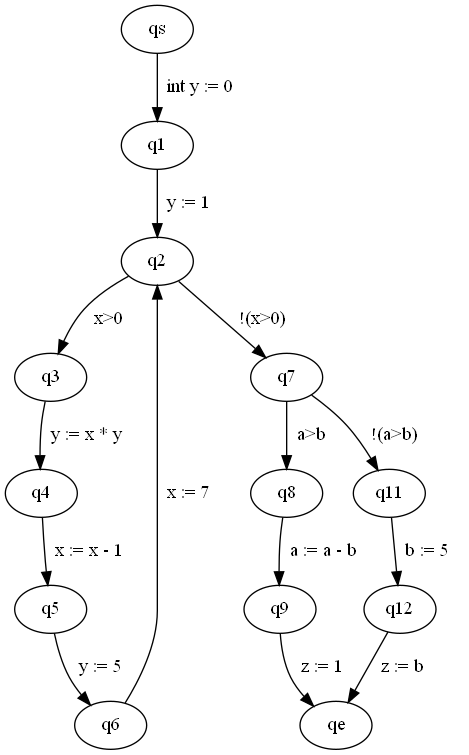 qs
int y := 0
q1
y := 1
q2
x>0
!(x>0)
q3
q7
y := x * y
a>b
!(a>b)
q4
x := 7
q8
q11
x := x - 1
a := a - b
b := 5
q5
q9
q12
y := 5
z := 1
z := b
q6
qe